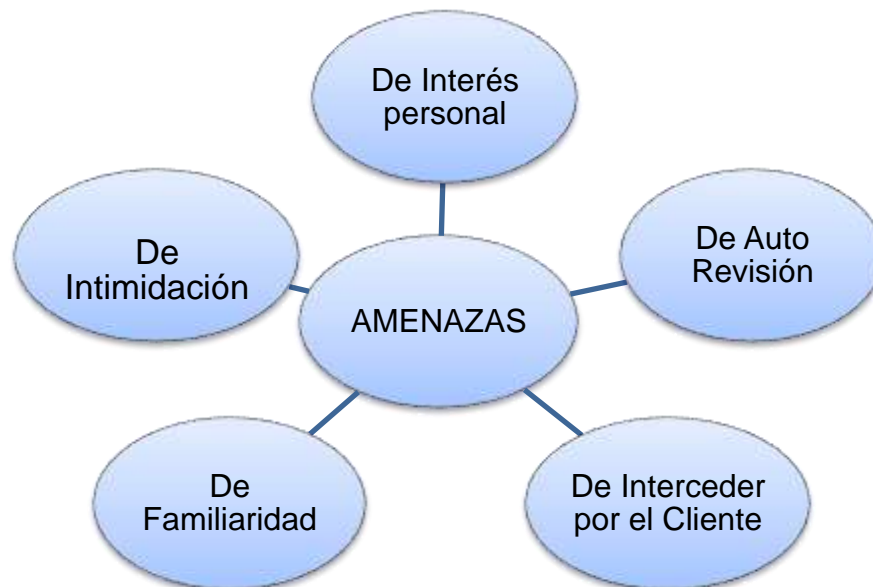 De Interés
personal
De Auto
Revisión
De Interceder
por el Cliente
De
Familiaridad
De
Intimidación
AMENAZAS